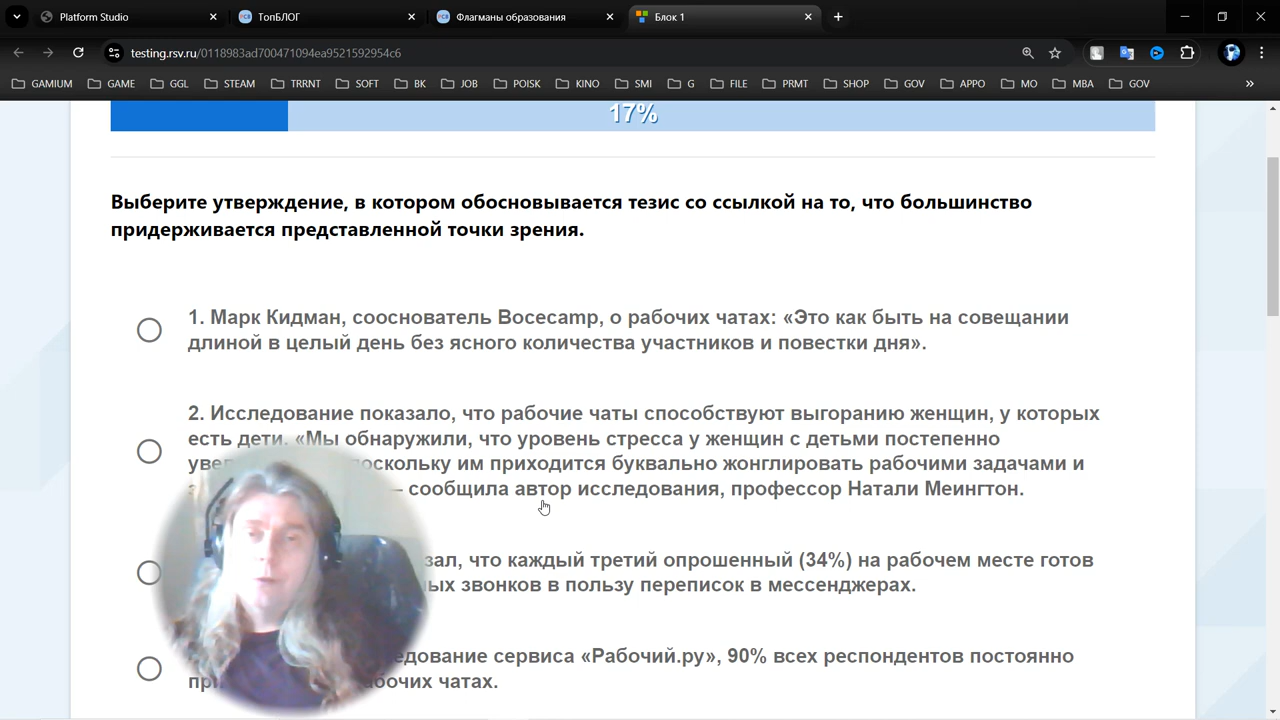 Platform Studio
ТопБЛОГ
Флагманы образования
Блок 1
testing.rsv.ru/0118983ad700471094ea9521592954c6
GAMIUM GAME GGL STEAM TRRNT SOFT BK JOB POISK KINO SMI G FILE PRMT SHOP GOV APPO MO MBA GOV
17%
Выберите утверждение, в котором обосновывается тезис со ссылкой на то, что большинство
придерживается представленной точки зрения.
1. Марк Кидман, сооснователь Bocecamp, о рабочих чатах: «Это как быть на совещании
длиной в целый день без ясного количества участников и повестки дня».
2. Исследование показало, что рабочие чаты способствуют выгоранию женщин, у которых
есть дети. «Мы обнаружили, что уровень стресса у женщин с детьми постепенно
поскольку им приходится буквально жонглировать рабочими задачами и
– сообщила автор исследования, профессор Натали Меингтон.
что каждый третий опрошенный (34%) на рабочем месте готов
звонков в пользу переписок в мессенджерах.
сервиса «Рабочий.ру», 90% всех респондентов постоянно
чатах.